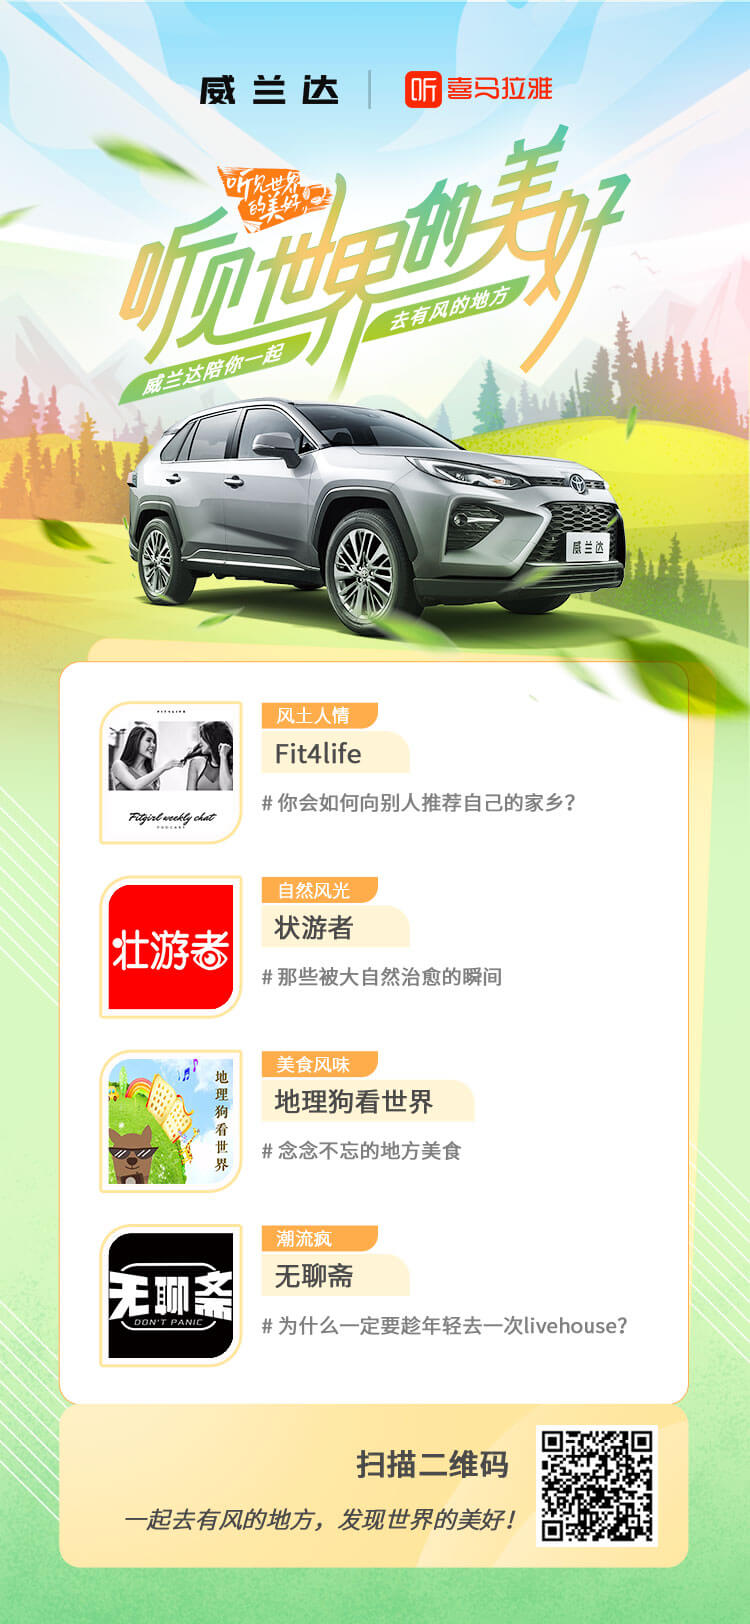 威兰达
听 喜马拉雅
听见世界
的美好
听见世界的美好
威兰达陪你一起
去有风的地方
威兰达
FIT4LIFE
Fitgirl weekly chat
PODCAST
风土人情
Fit4life
# 你会如何向别人推荐自己的家乡？
壮游者
自然风光
状游者
# 那些被大自然治愈的瞬间
地理狗看世界
美食风味
地理狗看世界
# 念念不忘的地方美食
无聊斋
DON'T PANIC
潮流疯
无聊斋
# 为什么一定要趁年轻去一次livehouse？
扫描二维码
一起去有风的地方，发现世界的美好！